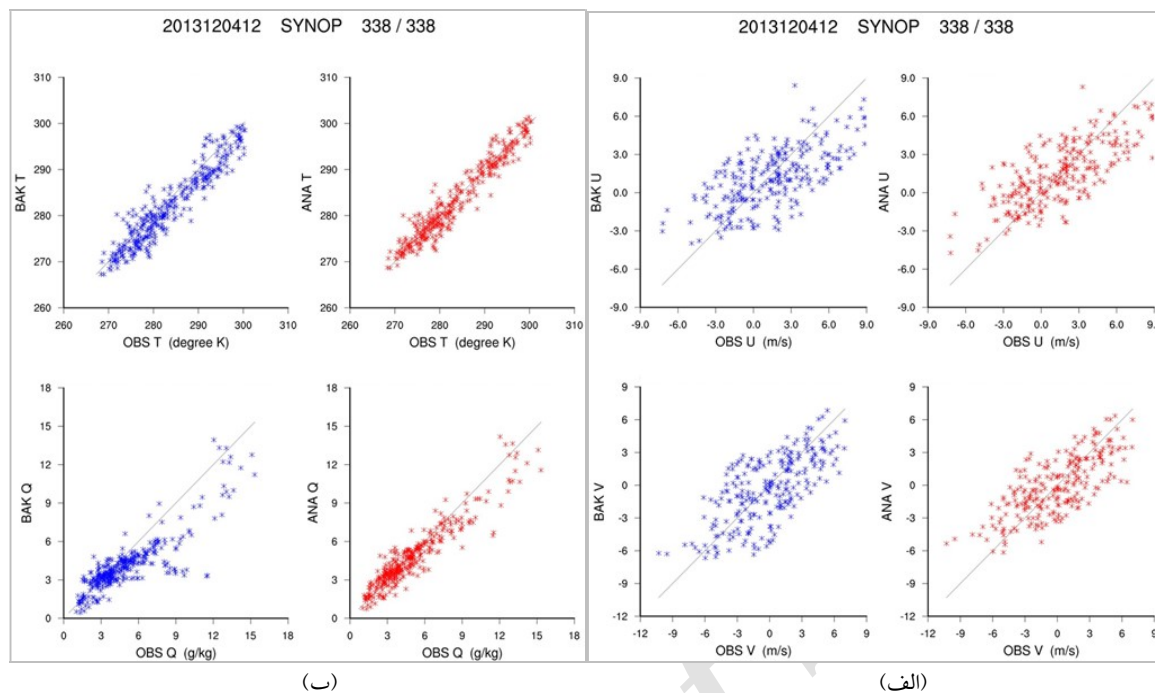 2013120412 SYNOP 338 / 338
310
300
290
280
270
260
BAK T
260 270 280 290 300 310
OBS T (degree K)
310
300
290
280
270
260
ANA T
260 270 280 290 300 310
OBS T (degree K)
18
15
12
9
6
3
0
BAK Q
0 3 6 9 12 15 18
OBS Q (g/kg)
18
15
12
9
6
3
0
ANA Q
0 3 6 9 12 15 18
OBS Q (g/kg)
(ب)
2013120412 SYNOP 338 / 338
9.0
6.0
3.0
0.0
-3.0
-6.0
-9.0
BAK U
-9.0 -6.0 -3.0 0.0 3.0 6.0 9.0
OBS U (m/s)
9.0
6.0
3.0
0.0
-3.0
-6.0
-9.0
ANA U
-9.0 -6.0 -3.0 0.0 3.0 6.0 9.0
OBS U (m/s)
9
6
3
0
-3
-6
-9
-12
BAK V
-12 -9 -6 -3 0 3 6 9
OBS V (m/s)
9
6
3
0
-3
-6
-9
-12
ANA V
-12 -9 -6 -3 0 3 6 9
OBS V (m/s)
(الف)